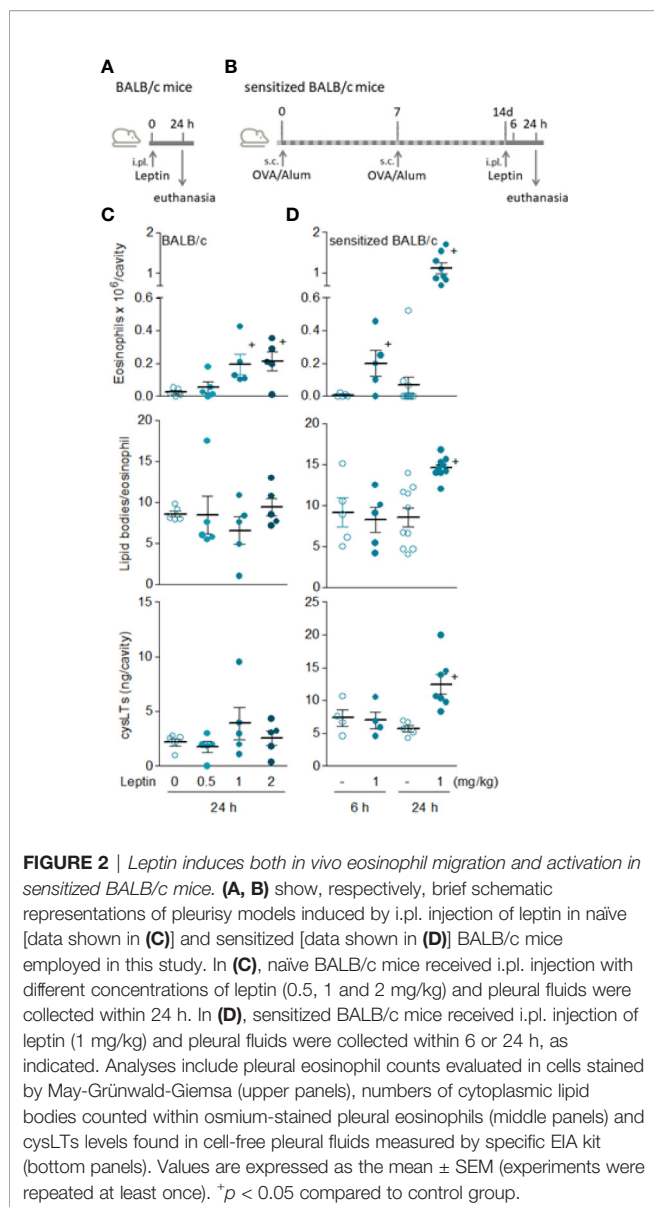 A
B
BALB/c mice
sensitized BALB/c mice
0
24 h
0
7
14d
6
24 h
i.pl.
Leptin
s.c.
OVA/Alum
s.c.
OVA/Alum
i.pl.
Leptin
euthanasia
euthanasia
C
D
BALB/c
sensitized BALB/c
Eosinophils x 10⁶/cavity
2
1
0.6
0.4
0.2
0.0
+
+
2
1
0.6
0.4
0.2
0.0
+
+
Lipid bodies/eosinophil
20
15
10
5
0
20
15
10
5
0
+
cysLTs (ng/cavity)
15
10
5
0
25
20
15
10
5
0
+
Leptin 0 0.5 1 2
- 1 - 1 (mg/kg)
24 h
6 h
24 h
FIGURE 2 | Leptin induces both in vivo eosinophil migration and activation in
sensitized BALB/c mice. (A, B) show, respectively, brief schematic
representations of pleurisy models induced by i.pl. injection of leptin in naïve
[data shown in (C)] and sensitized [data shown in (D)] BALB/c mice
employed in this study. In (C), naïve BALB/c mice received i.pl. injection with
different concentrations of leptin (0.5, 1 and 2 mg/kg) and pleural fluids were
collected within 24 h. In (D), sensitized BALB/c mice received i.pl. injection of
leptin (1 mg/kg) and pleural fluids were collected within 6 or 24 h, as
indicated. Analyses include pleural eosinophil counts evaluated in cells stained
by May-Grünwald-Giemsa (upper panels), numbers of cytoplasmic lipid
bodies counted within osmium-stained pleural eosinophils (middle panels) and
cysLTs levels found in cell-free pleural fluids measured by specific EIA kit
(bottom panels). Values are expressed as the mean ± SEM (experiments were
repeated at least once). ⁺p < 0.05 compared to control group.